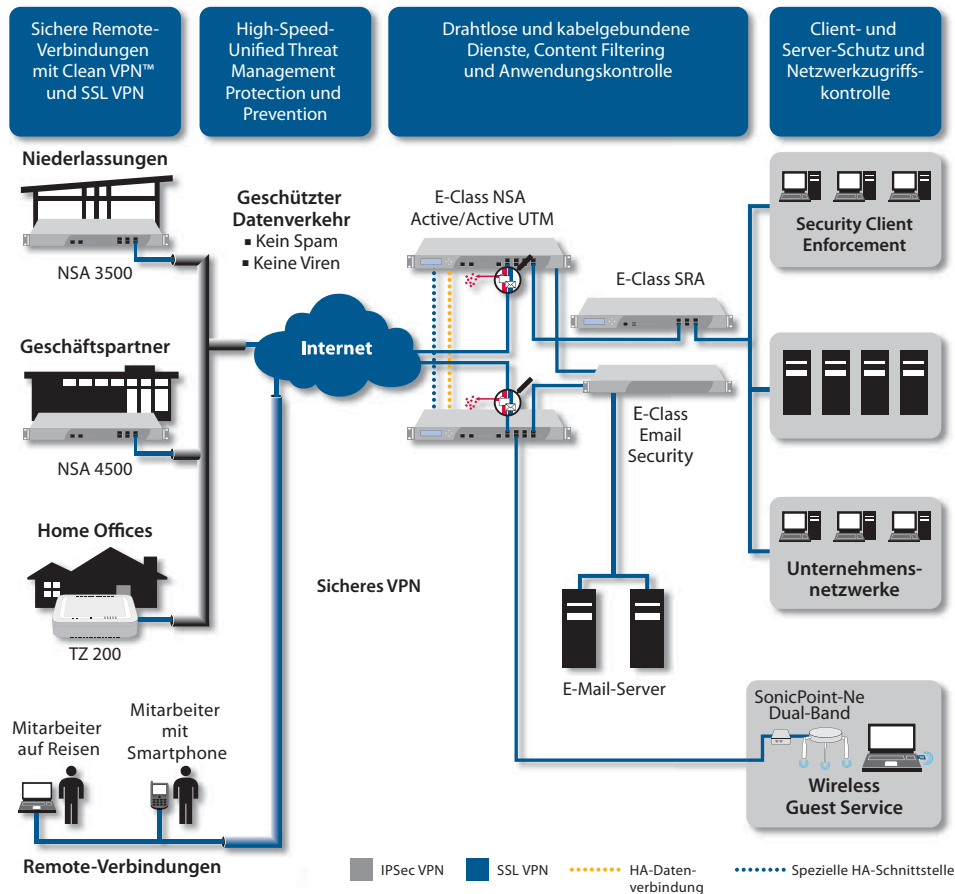 Sichere Remote-
Verbindungen
mit Clean VPN™
und SSL VPN
High-Speed-
Unified Threat
Management
Protection und
Prevention
Drahtlose und kabelgebundene
Dienste, Content Filtering
und Anwendungskontrolle
Client- und
Server-Schutz und
Netzwerkzugriffs-
kontrolle
Niederlassungen
NSA 3500
Geschäftspartner
NSA 4500
Home Offices
TZ 200
Mitarbeiter
auf Reisen
Mitarbeiter
mit
Smartphone
Remote-Verbindungen
Geschützter
Datenverkehr
▪ Kein Spam
▪ Keine Viren
Internet
Sicheres VPN
E-Class NSA
Active/Active UTM
E-Class SRA
E-Class
Email
Security
E-Mail-Server
Security Client
Enforcement
Unternehmens-
netzwerke
SonicPoint-Ne
Dual-Band
Wireless
Guest Service
IPSec VPN
SSL VPN
HA-Daten-
verbindung
Spezielle HA-Schnittstelle